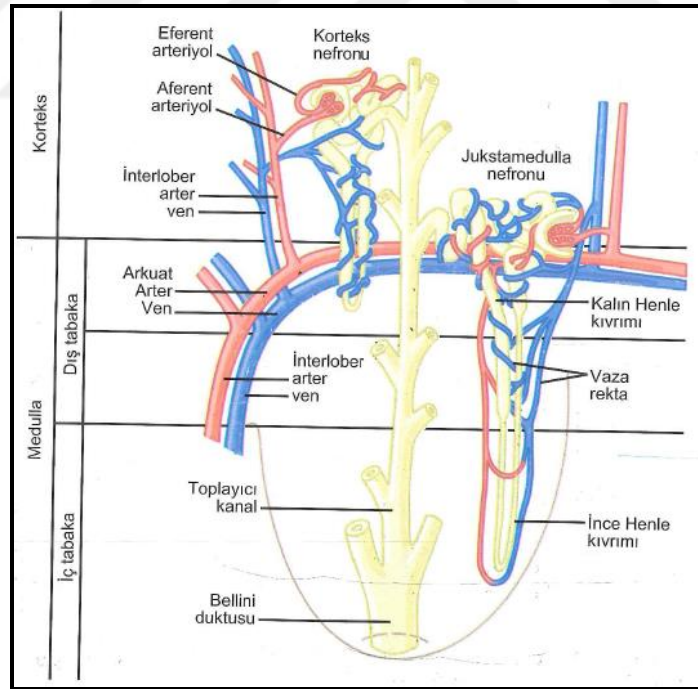 Eferent
arteriyol
Korteks
nefronu
Aferent
arteriyol
Korteks
Jukstamedulla
nefronu
İnterlober
arter
ven
Arkuat
Arter
Ven
Kalın Henle
kıvrımı
Dış tabaka
Medulla
İnterlober
arter
ven
Vaza
rekta
Toplayıcı
kanal
İnce Henle
kıvrımı
İç tabaka
Bellini
duktusu